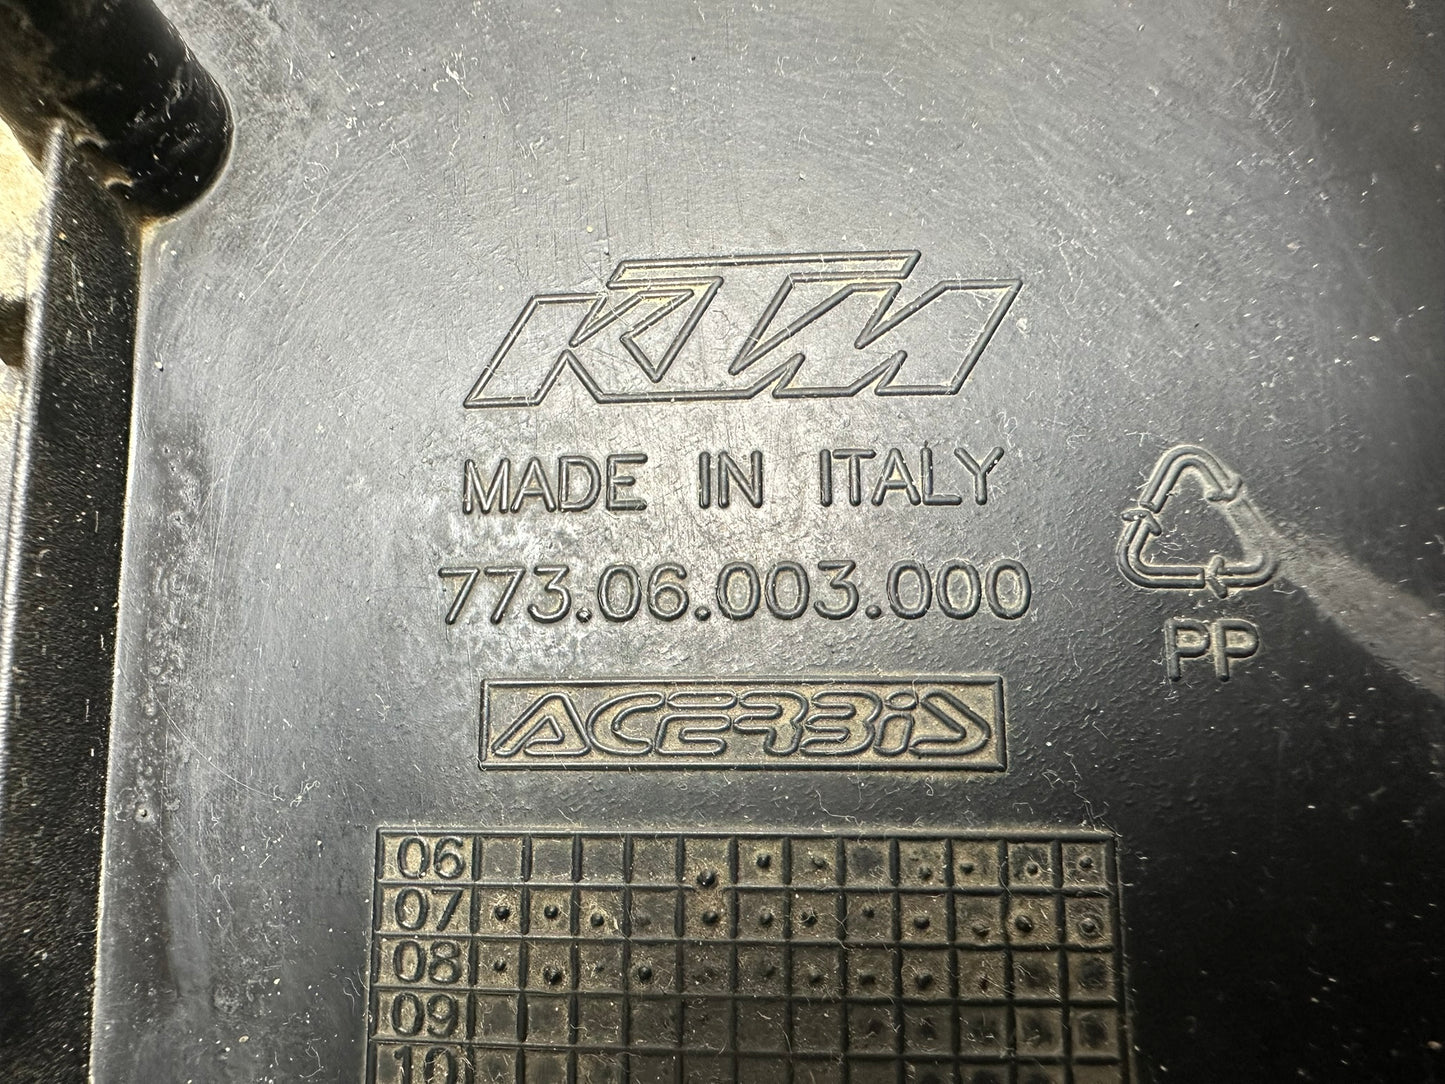 KTM
MADE IN ITALY
773.06.003.000
PP
ACERBIS
06
07
08
09
10